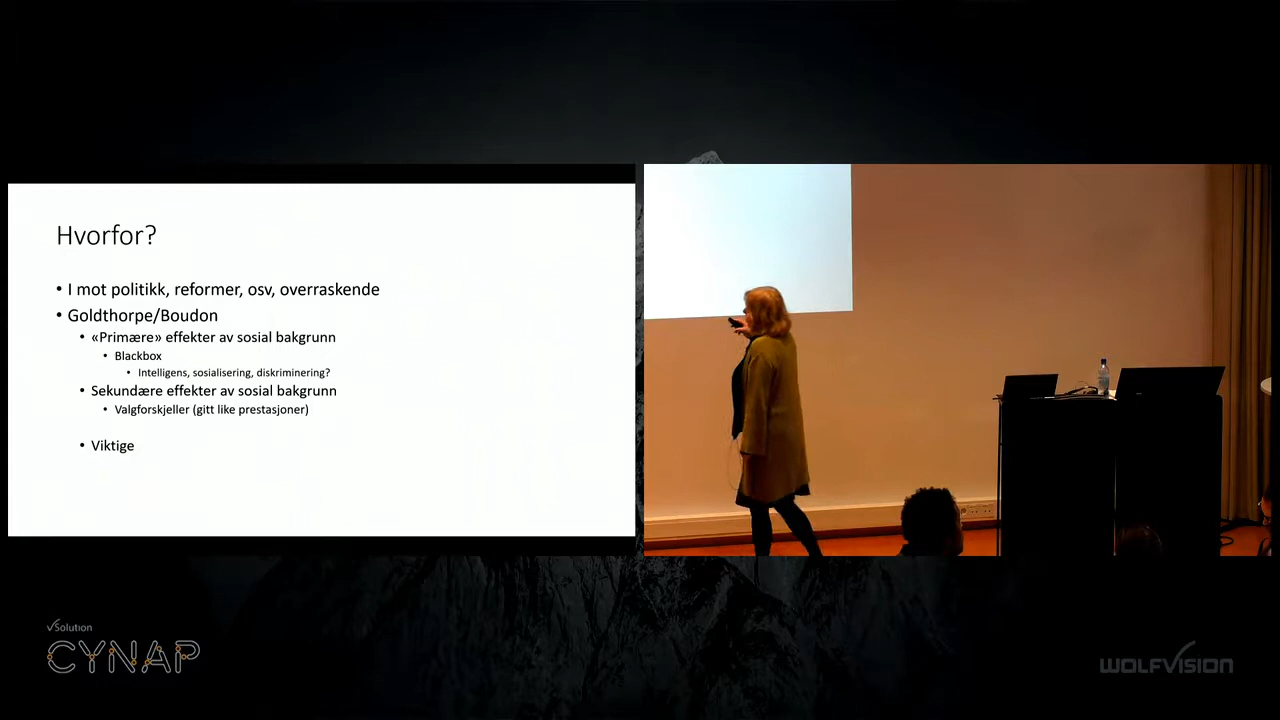 Hvorfor?
• I mot politikk, reformer, osv, overraskende
• Goldthorpe/Boudon
• «Primære» effekter av sosial bakgrunn
• Blackbox
• Intelligens, sosialisering, diskriminering?
• Sekundære effekter av sosial bakgrunn
• Valgforskjeller (gitt like prestasjoner)
• Viktige
vSolution
CYNAP
WOLFVISION